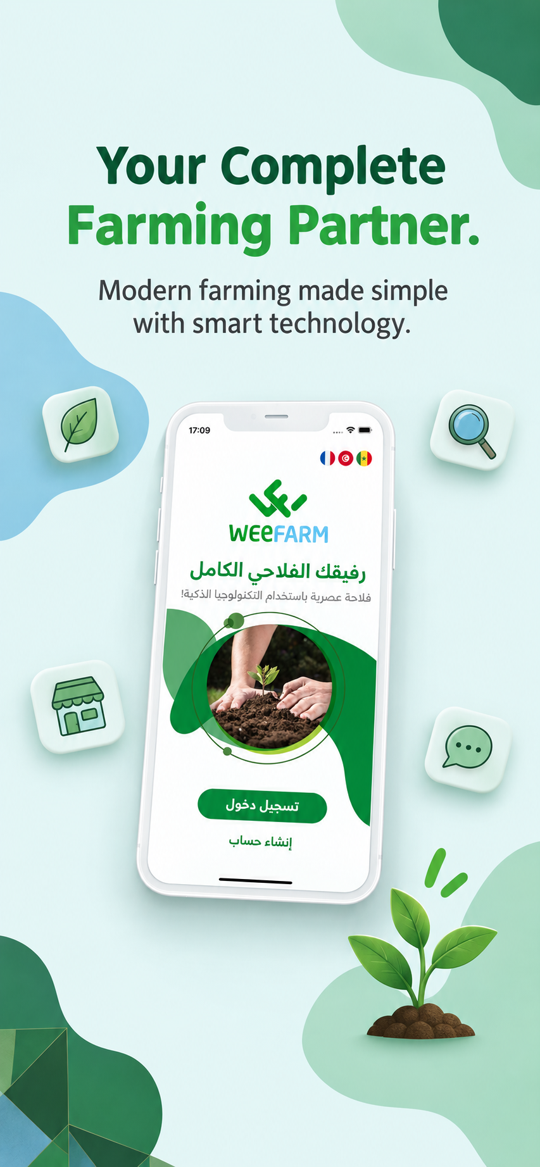 Your Complete
Farming Partner.
Modern farming made simple
with smart technology.
17:09
WEEFARM
رفيقك الفلاحي الكامل
فلاحة عصرية باستخدام التكنولوجيا الذكية!
تسجيل دخول
إنشاء حساب